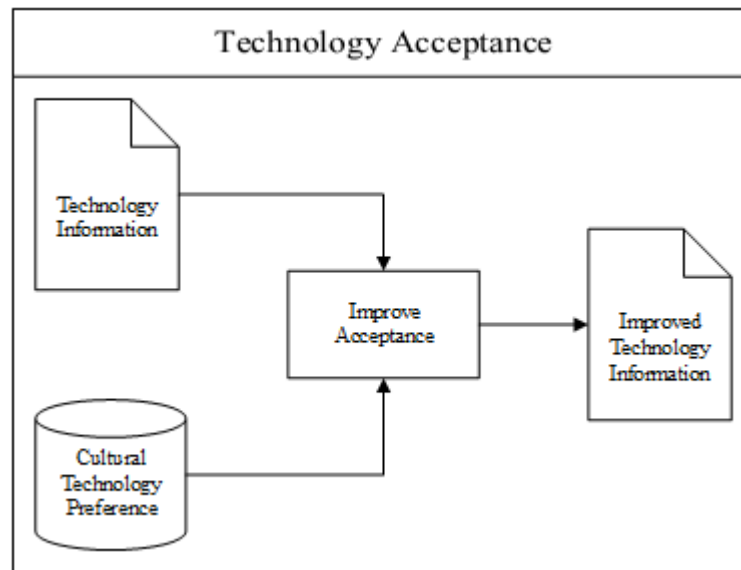 Technology Acceptance
Technology
Information
Improve
Acceptance
Improved
Technology
Information
Cultural
Technology
Preference